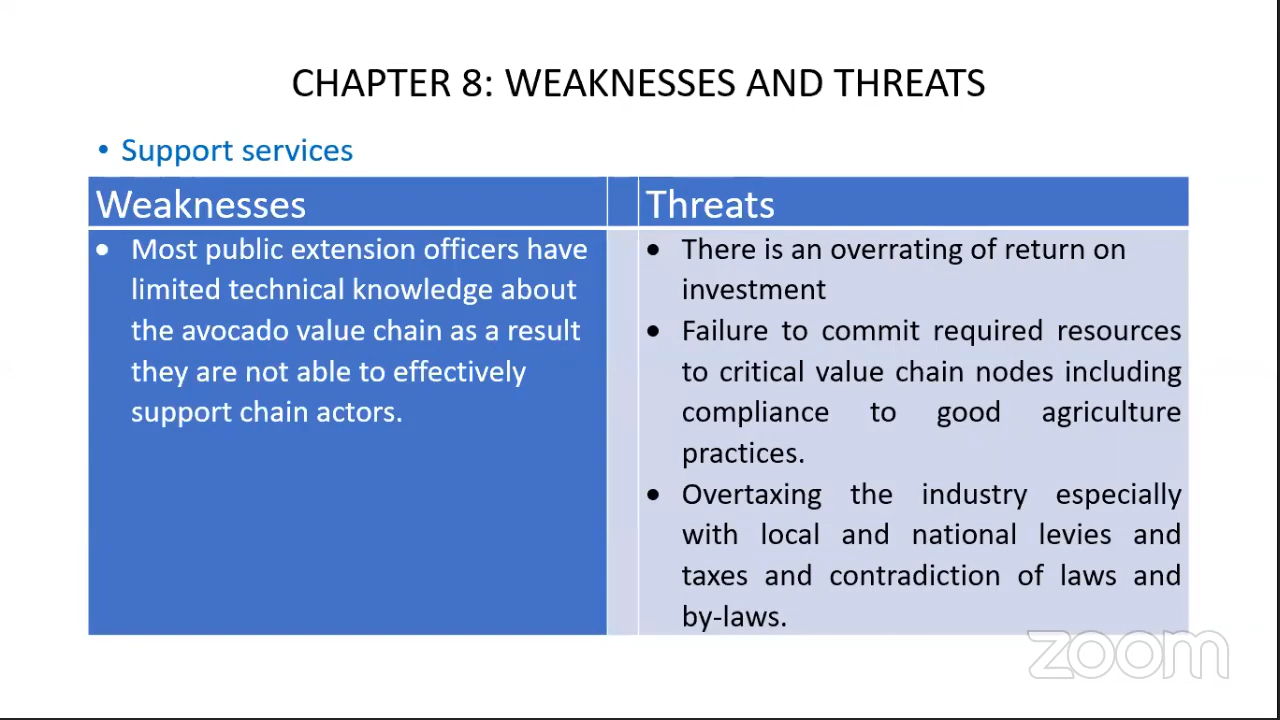 CHAPTER 8: WEAKNESSES AND THREATS
• Support services
Weaknesses
• Most public extension officers have
limited technical knowledge about
the avocado value chain as a result
they are not able to effectively
support chain actors.
Threats
• There is an overrating of return on
investment
• Failure to commit required resources
to critical value chain nodes including
compliance to good agriculture
practices.
• Overtaxing the industry especially
with local and national levies and
taxes and contradiction of laws and
by-laws.
zoom